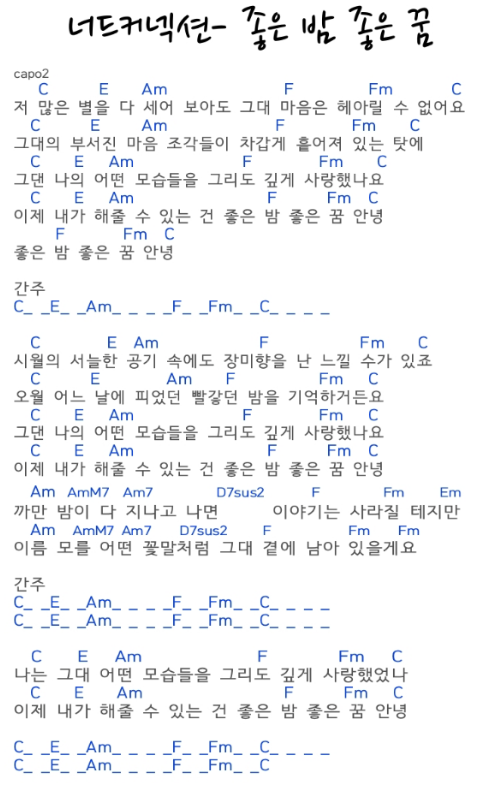 너드커넥션- 좋은 밤 좋은 꿈
capo2
C E Am F Fm C
저 많은 별을 다 세어 보아도 그대 마음은 헤아릴 수 없어요
C E Am F Fm C
그대의 부서진 마음 조각들이 차갑게 흩어져 있는 탓에
C E Am F Fm C
그댄 나의 어떤 모습들을 그리도 깊게 사랑했나요
C E Am F Fm C
이제 내가 해줄 수 있는 건 좋은 밤 좋은 꿈 안녕
F Fm C
좋은 밤 좋은 꿈 안녕
간주
C_ _E_ _Am_ _ _ _F_ _Fm_ _C_ _ _ _
C E Am F Fm C
시월의 서늘한 공기 속에도 장미향을 난 느낄 수가 있죠
C E Am F Fm C
오월 어느 날에 피었던 빨갛던 밤을 기억하거든요
C E Am F Fm C
그댄 나의 어떤 모습들을 그리도 깊게 사랑했나요
C E Am F Fm C
이제 내가 해줄 수 있는 건 좋은 밤 좋은 꿈 안녕
Am AmM7 Am7 D7sus2 F Fm Em
까만 밤이 다 지나고 나면 이야기는 사라질 테지만
Am AmM7 Am7 D7sus2 F Fm Fm
이름 모를 어떤 꽃말처럼 그대 곁에 남아 있을게요
간주
C_ _E_ _Am_ _ _ _F_ _Fm_ _C_ _ _ _
C_ _E_ _Am_ _ _ _F_ _Fm_ _C_ _ _ _
C E Am F Fm C
나는 그대 어떤 모습들을 그리도 깊게 사랑했었나
C E Am F Fm C
이제 내가 해줄 수 있는 건 좋은 밤 좋은 꿈 안녕
C_ _E_ _Am_ _ _ _F_ _Fm_ _C_ _ _ _
C_ _E_ _Am_ _ _ _F_ _Fm_ _C